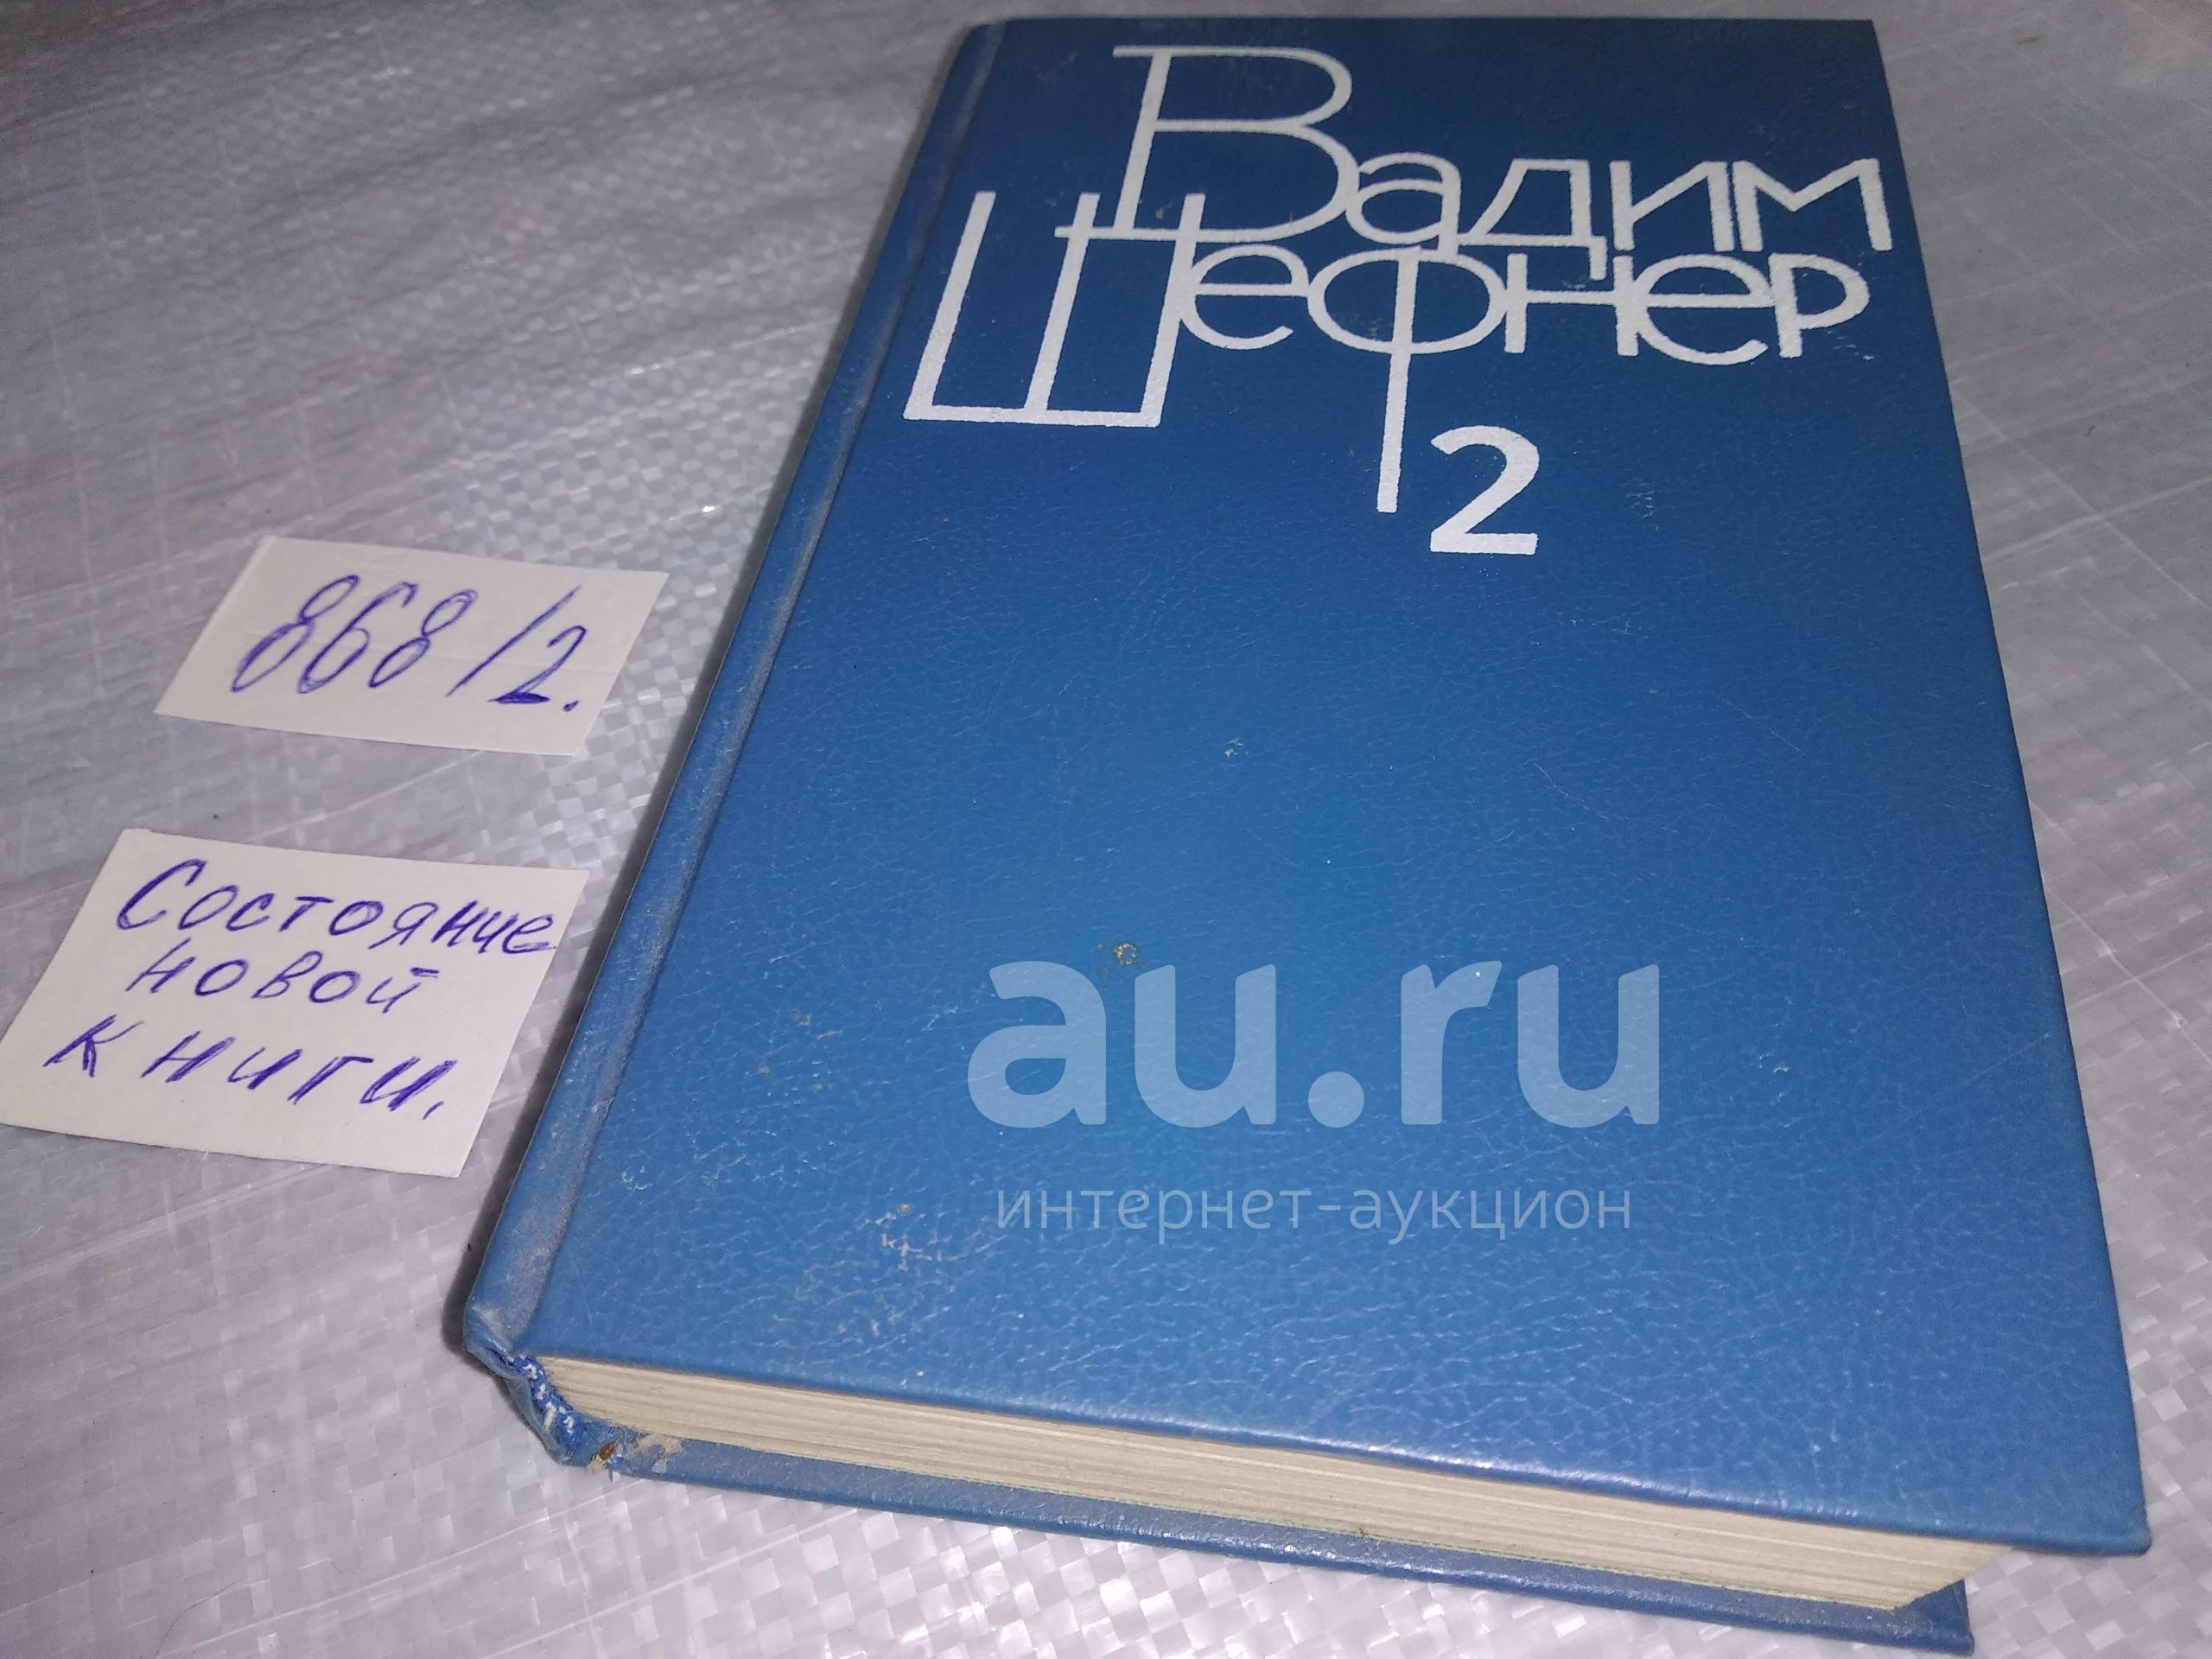 Вадим
Шефнер
2
868/2.
Состояние
новой
книги.
au.ru
интернет-аукцион